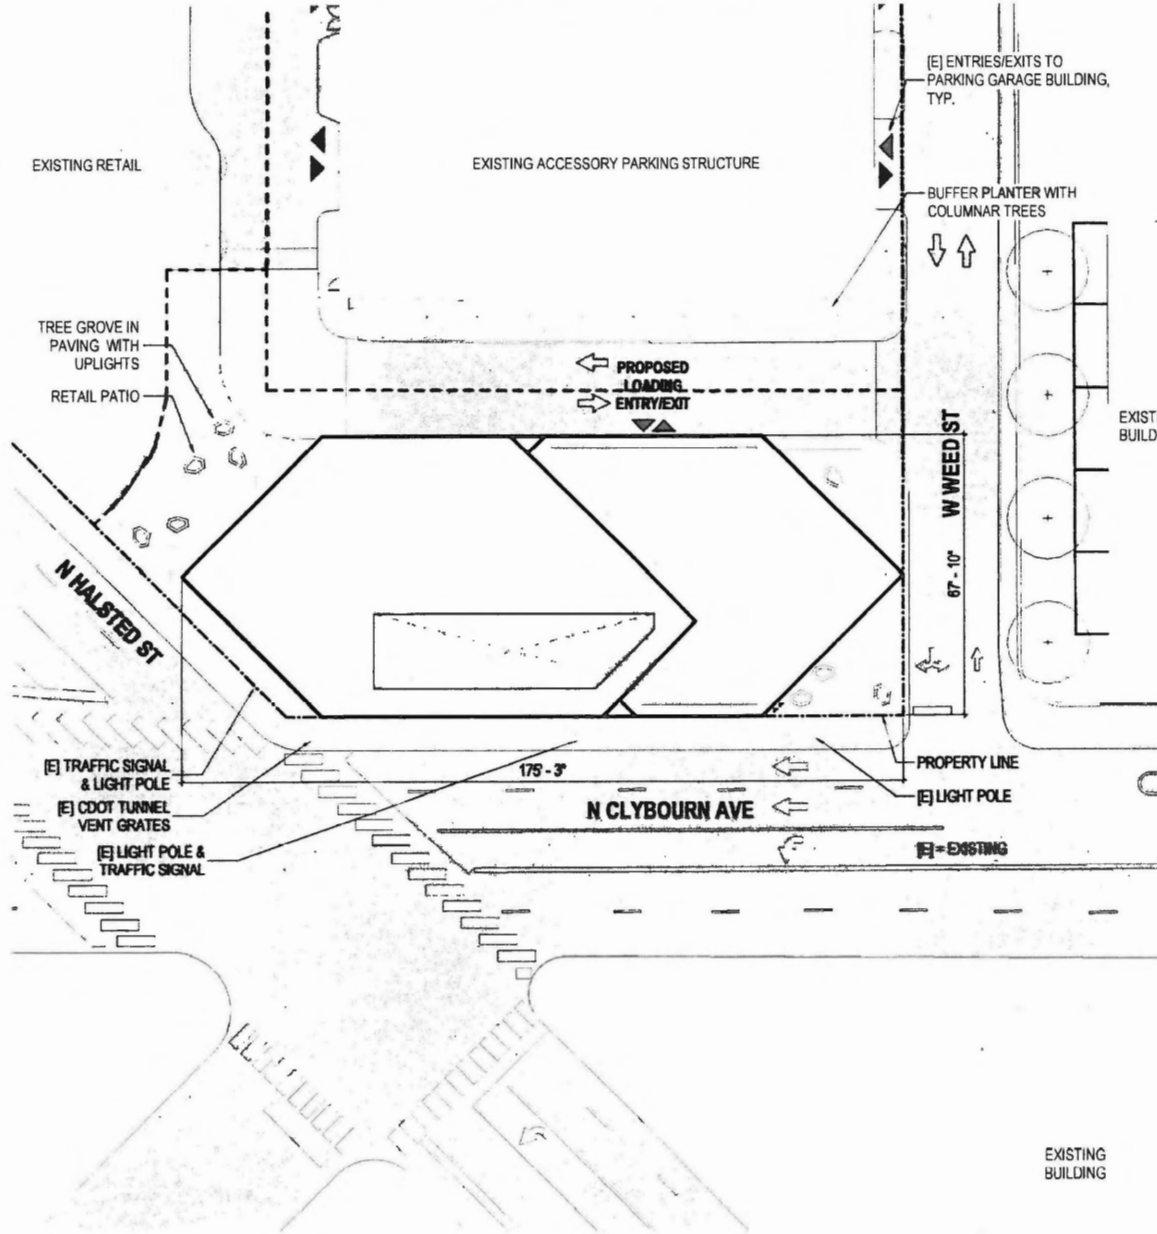 [E] ENTRIES/EXITS TO
PARKING GARAGE BUILDING,
TYP.
EXISTING RETAIL
EXISTING ACCESSORY PARKING STRUCTURE
BUFFER PLANTER WITH
COLUMNAR TREES
TREE GROVE IN
PAVING WITH
UPLIGHTS
RETAIL PATIO
PROPOSED
LOADING
ENTRY/EXIT
W WEED ST
67'- 10"
N HALSTED ST
[E] TRAFFIC SIGNAL
& LIGHT POLE
[E] CDOT TUNNEL
VENT GRATES
[E] LIGHT POLE &
TRAFFIC SIGNAL
175'- 3"
N CLYBOURN AVE
PROPERTY LINE
[E] LIGHT POLE
[E] = EXISTING
EXISTING
BUILDING